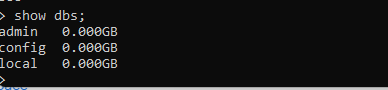 > show dbs;
admin   0.000GB
config  0.000GB
local   0.000GB
>